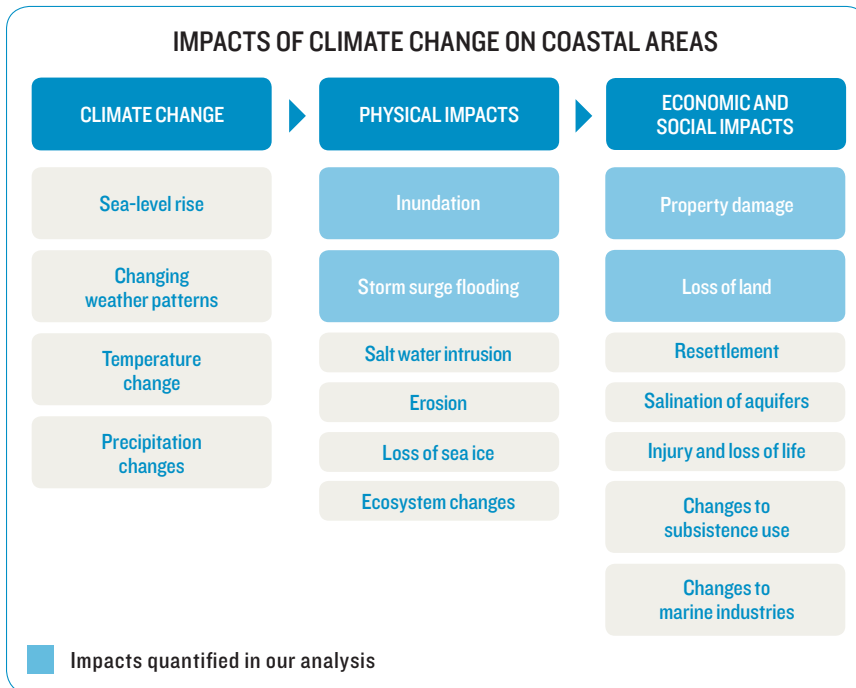 IMPACTS OF CLIMATE CHANGE ON COASTAL AREAS
CLIMATE CHANGE
Sea-level rise
Changing
weather patterns
Temperature
change
Precipitation
changes
PHYSICAL IMPACTS
Inundation
Storm surge flooding
Salt water intrusion
Erosion
Loss of sea ice
Ecosystem changes
ECONOMIC AND
SOCIAL IMPACTS
Property damage
Loss of land
Resettlement
Salination of aquifers
Injury and loss of life
Changes to
subsistence use
Changes to
marine industries
Impacts quantified in our analysis